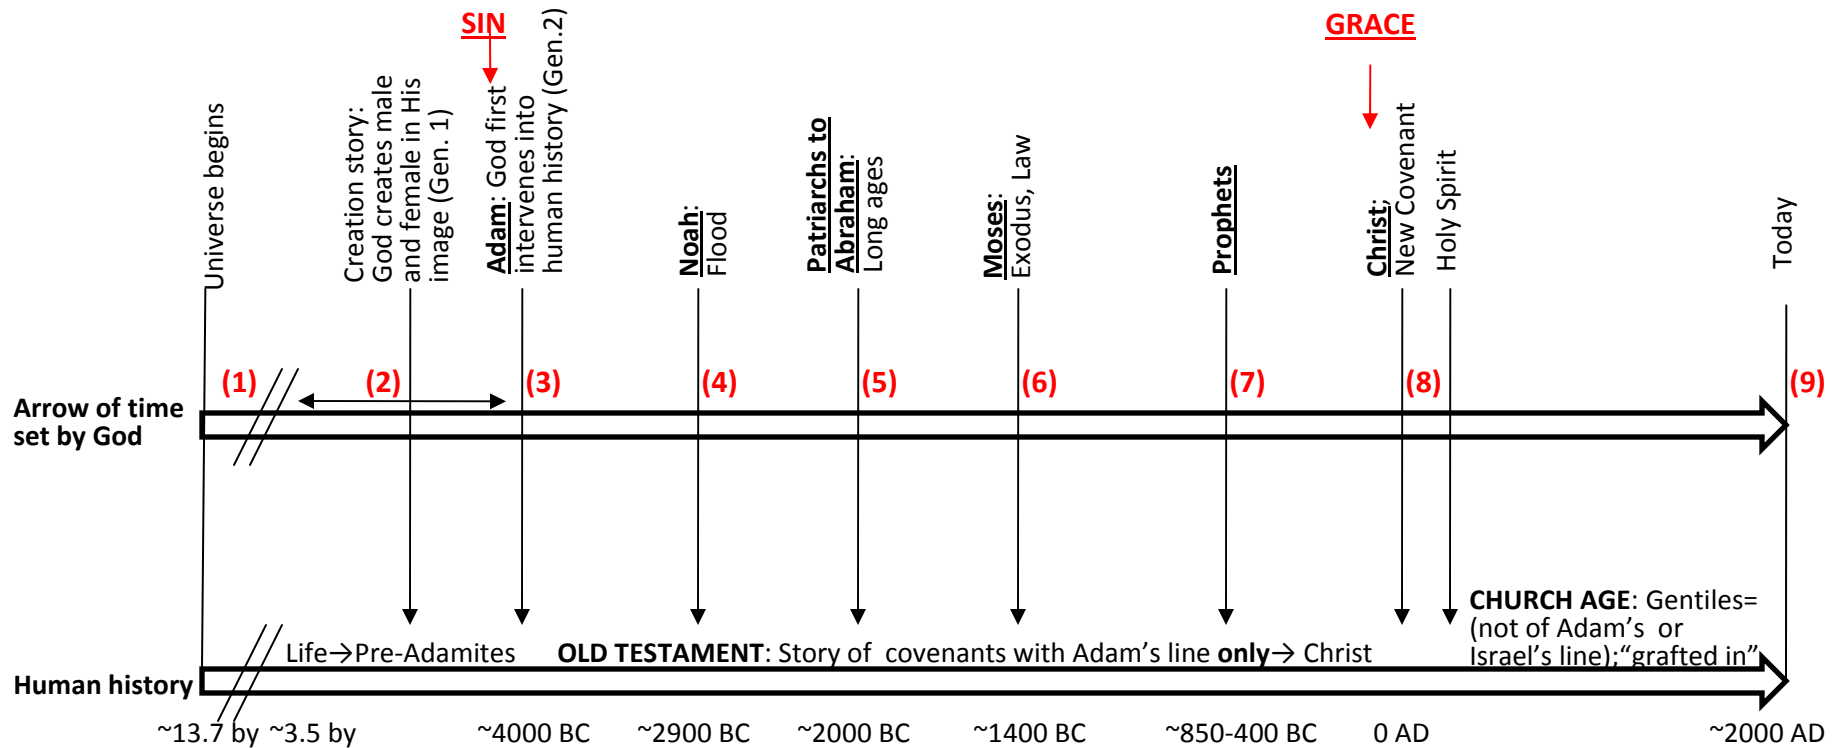 SIN
GRACE
Universe begins
Creation story:
God creates male
and female in His
image (Gen. 1)
Adam: God first
intervenes into
human history (Gen.2)
Noah:
Flood
Patriarchs to
Abraham:
Long ages
Moses:
Exodus, Law
Prophets
Christ;
New Covenant
Holy Spirit
Today
(1)
(2)
(3)
(4)
(5)
(6)
(7)
(8)
(9)
Arrow of time
set by God
CHURCH AGE: Gentiles=
(not of Adam’s or
Israel’s line);“grafted in”
Life→Pre-Adamites
OLD TESTAMENT: Story of covenants with Adam’s line only→ Christ
Human history
~13.7 by
~3.5 by
~4000 BC
~2900 BC
~2000 BC
~1400 BC
~850-400 BC
0 AD
~2000 AD